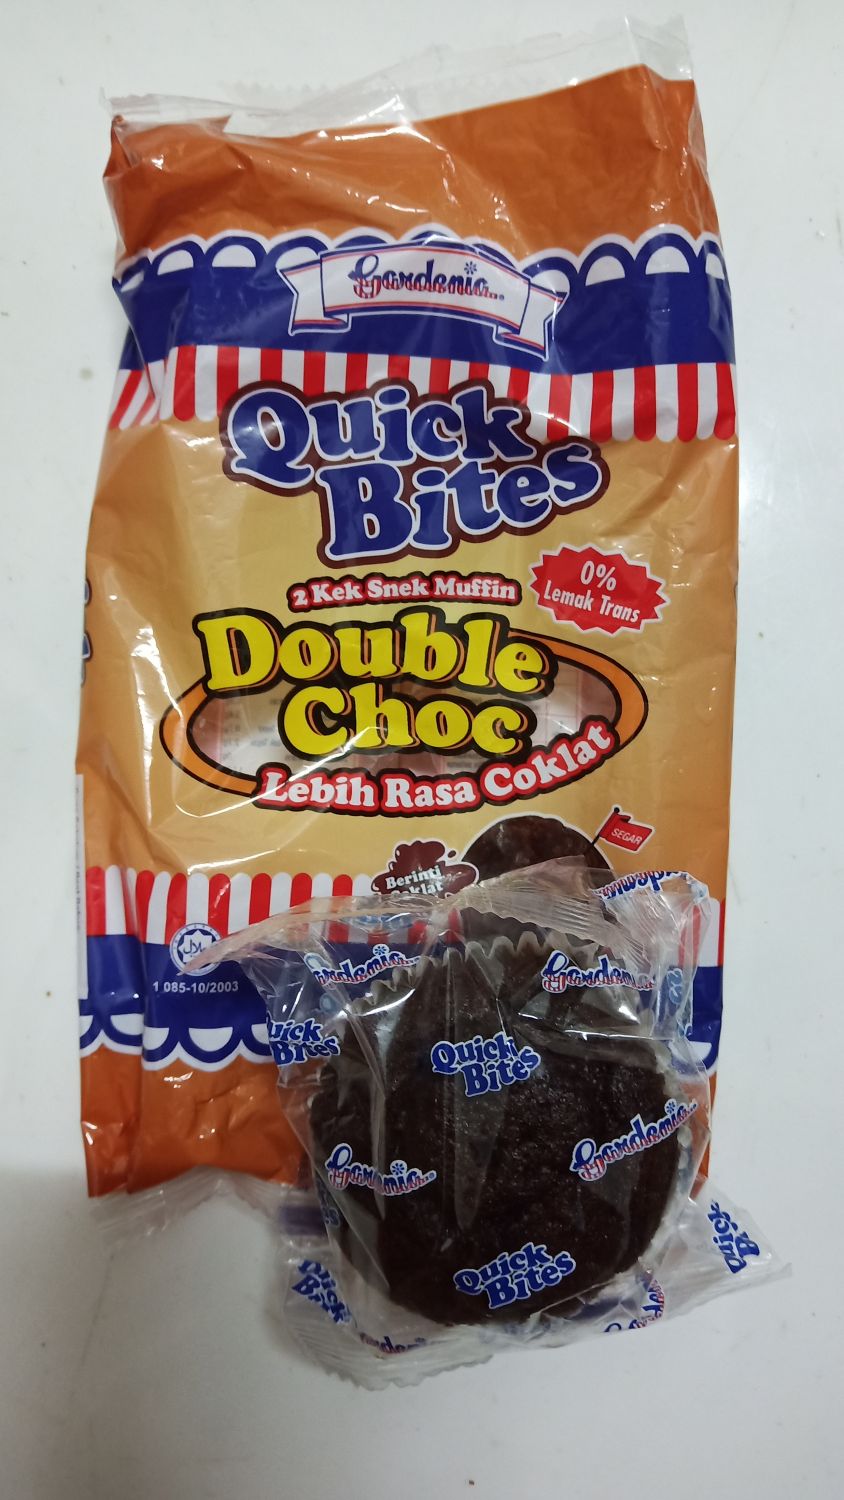 Gardenia
Quick
Bites
2 Kek Snek Muffin
0%
Lemak Trans
Double
Choc
Lebih Rasa Coklat
SEGAR
Berinti
Coklat
1 085-10/2003
Gardenia
Gardenia
Quick
Bites
Quick
Bites
Gardenia
Gardenia
Quick
Bites
Quick